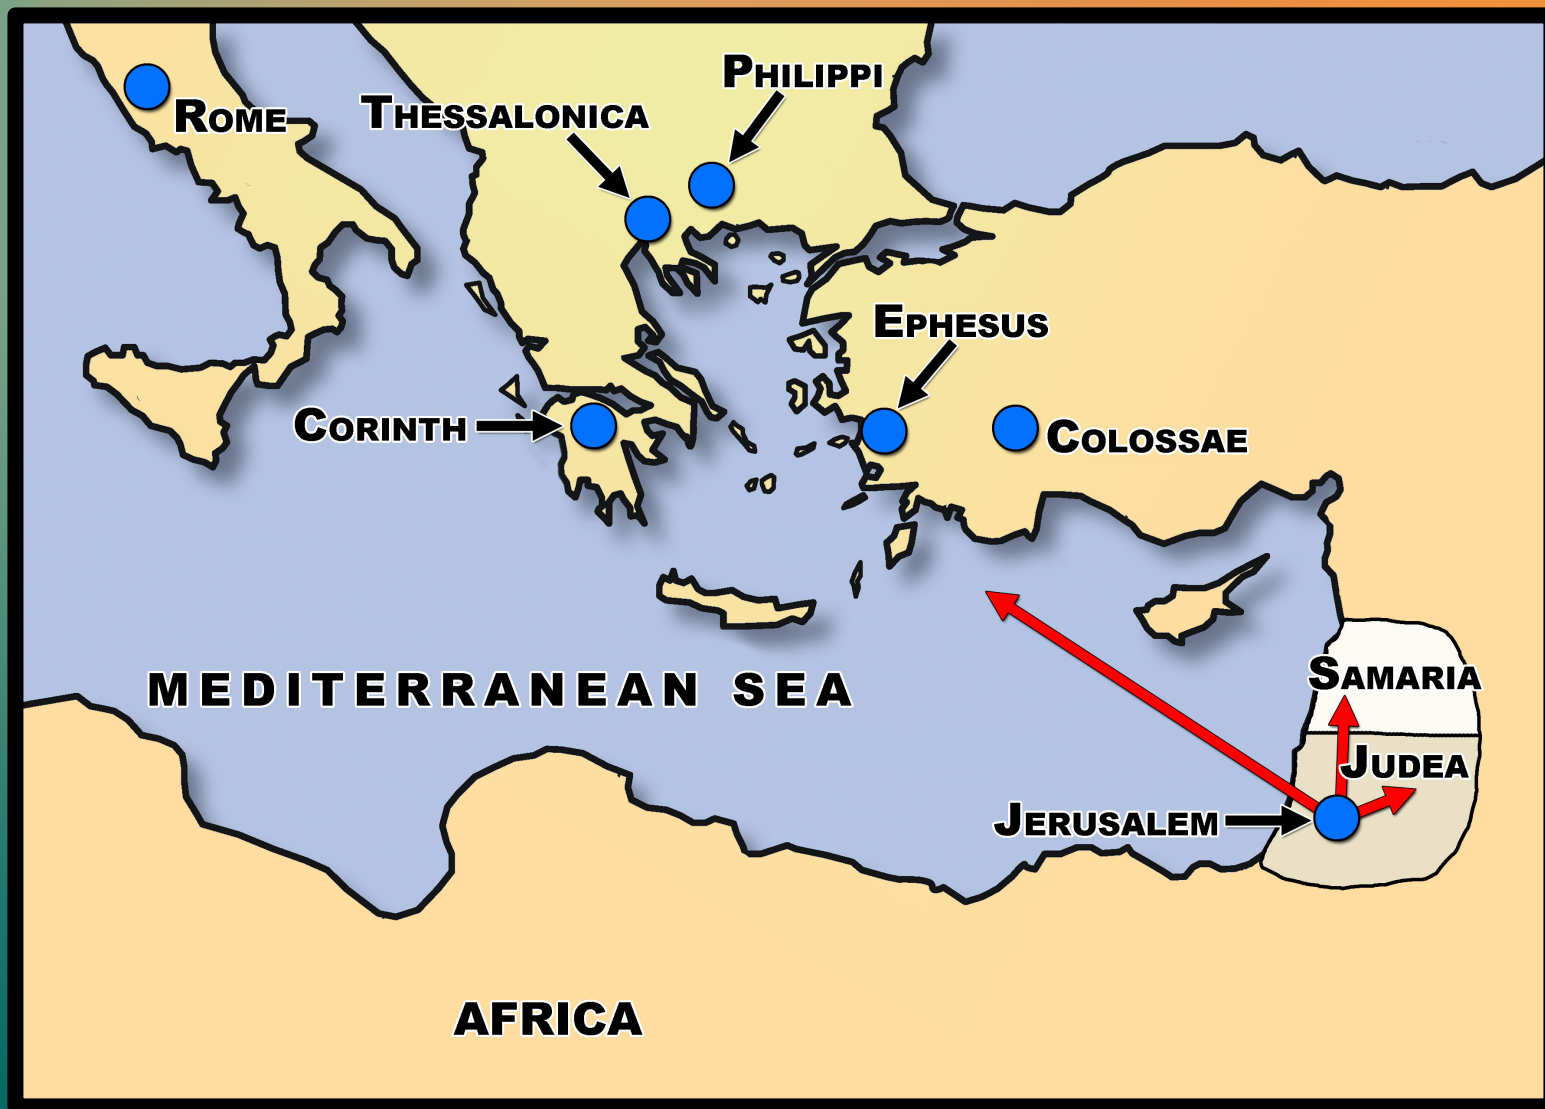 PHILIPPI
THESSALONICA
ROME
EPHESUS
CORINTH
COLOSSAE
SAMARIA
MEDITERRANEAN SEA
JUDEA
JERUSALEM
AFRICA